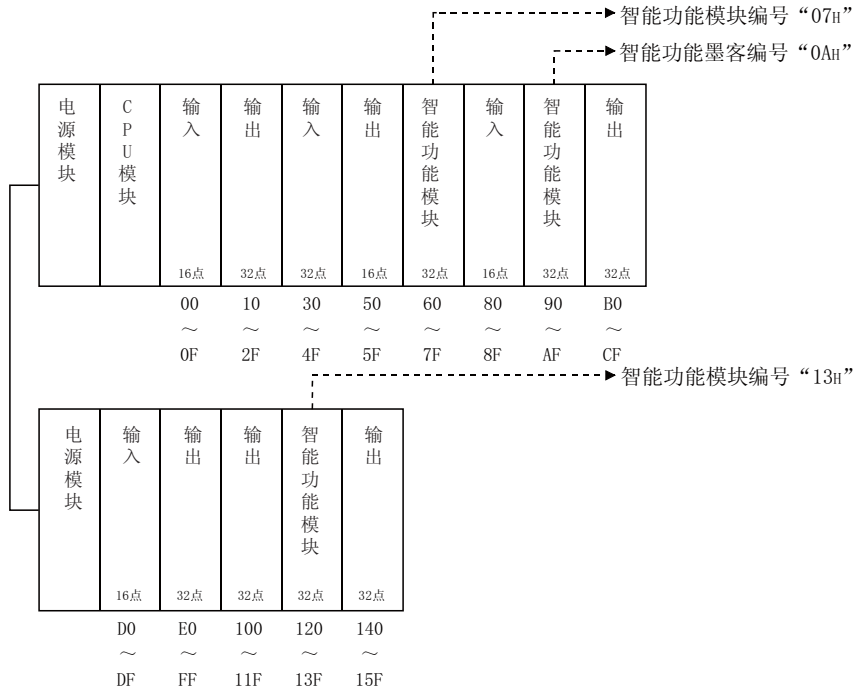 智能功能模块编号“07H”
智能功能墨客编号“0AH”
电源模块
CPU模块
输入
输出
输入
输出
智能功能模块
输入
智能功能模块
输出
16点 32点 32点 16点 32点 16点 32点 32点
00 10 30 50 60 80 90 B0
～ ～ ～ ～ ～ ～ ～ ～
0F 2F 4F 5F 7F 8F AF CF
智能功能模块编号“13H”
电源模块
输入
输出
输出
智能功能模块
输出
16点 32点 32点 32点 32点
D0 E0 100 120 140
～ ～ ～ ～ ～
DF FF 11F 13F 15F